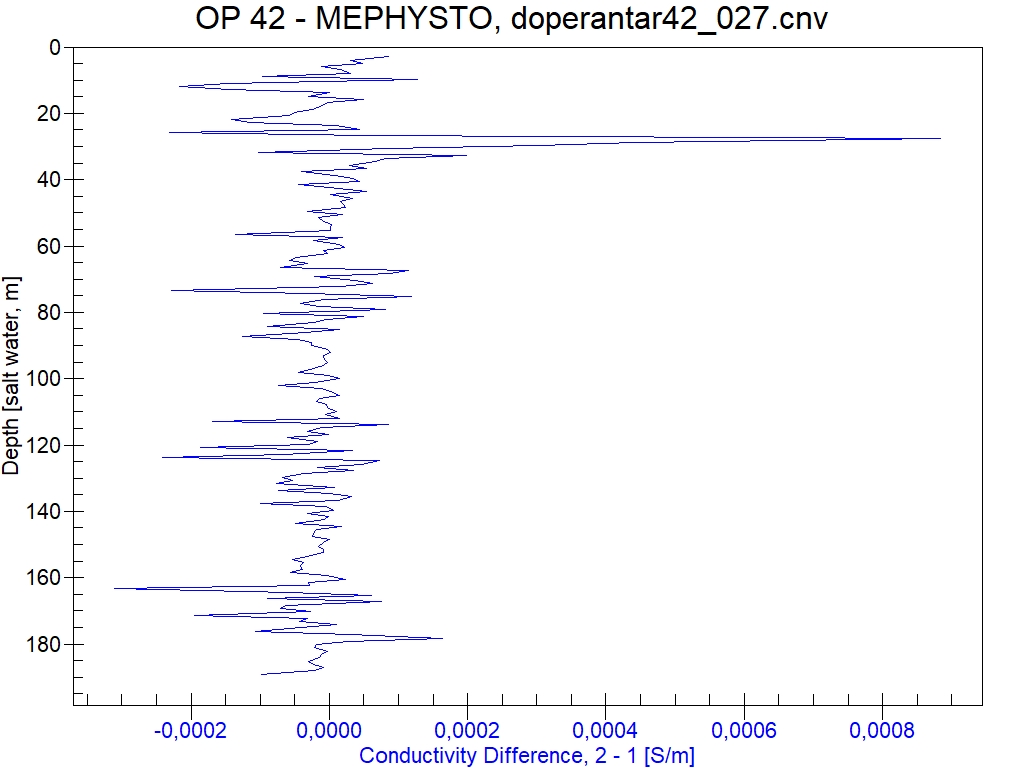 OP 42 - MEPHYSTO, doperantar42_027.cnv
0
20
40
60
80
100
120
140
160
180
Depth [salt water, m]
-0,0002 0,0000 0,0002 0,0004 0,0006 0,0008
Conductivity Difference, 2 - 1 [S/m]